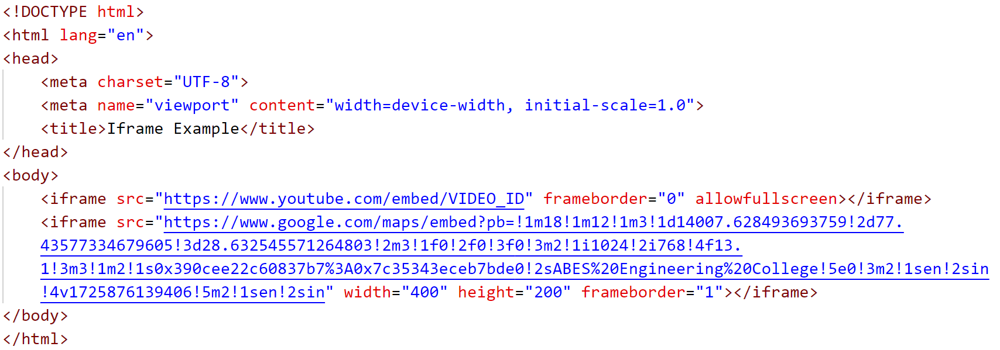 <!DOCTYPE html>
<html lang="en">
<head>
    <meta charset="UTF-8">
    <meta name="viewport" content="width=device-width, initial-scale=1.0">
    <title>Iframe Example</title>
</head>
<body>
    <iframe src="https://www.youtube.com/embed/VIDEO_ID" frameborder="0" allowfullscreen></iframe>
    <iframe src="https://www.google.com/maps/embed?pb=!1m18!1m12!1m3!1d14007.628493693759!2d77.
    43577334679605!3d28.632545571264803!2m3!1f0!2f0!3f0!3m2!1i1024!2i768!4f13.
    1!3m3!1m2!1s0x390cee22c60837b7%3A0x7c35343eceb7bde0!2sABES%20Engineering%20College!5e0!3m2!1sen!2sin
    !4v1725876139406!5m2!1sen!2sin" width="400" height="200" frameborder="1"></iframe>
</body>
</html>